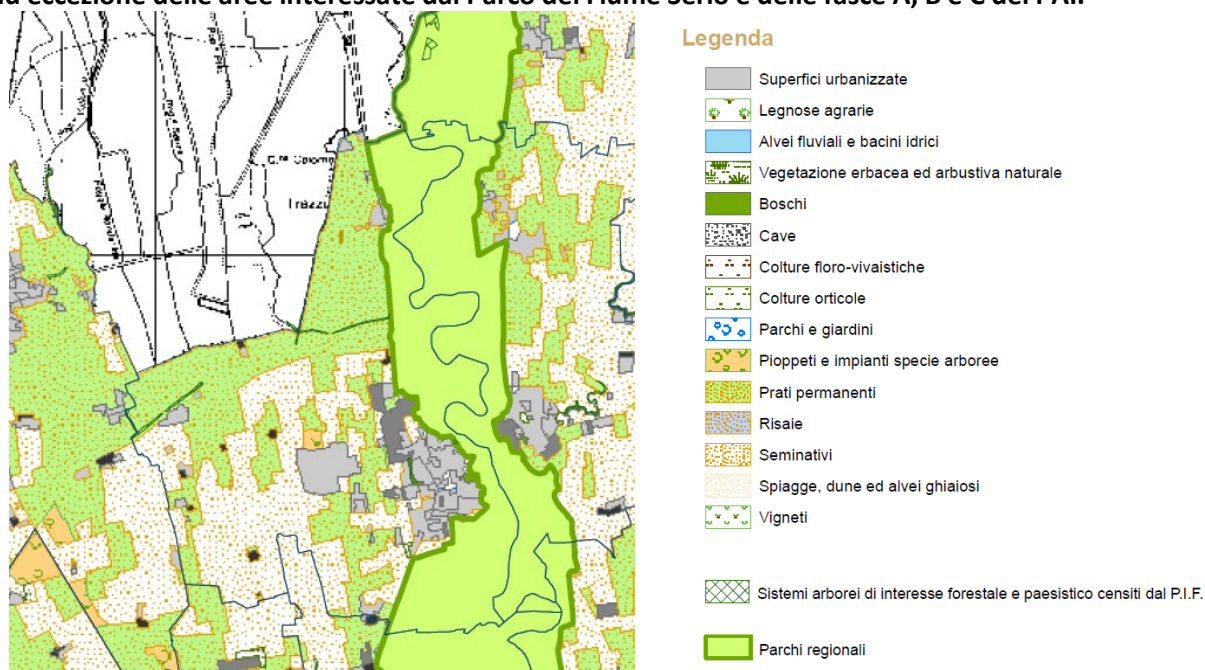 ad eccezione delle aree interessate dal Parco del Fiume Serio e delle fasce A, B e C del PAI.
Legenda
Superfici urbanizzate
Legnose agrarie
Alvei fluviali e bacini idrici
Vegetazione erbacea ed arbustiva naturale
Boschi
Cave
Colture floro-vivaistiche
Colture orticole
Parchi e giardini
Pioppeti e impianti specie arboree
Prati permanenti
Risaie
Seminativi
Spiagge, dune ed alvei ghiaiosi
Vigneti
Sistemi arborei di interesse forestale e paesistico censiti dal P.I.F.
Parchi regionali